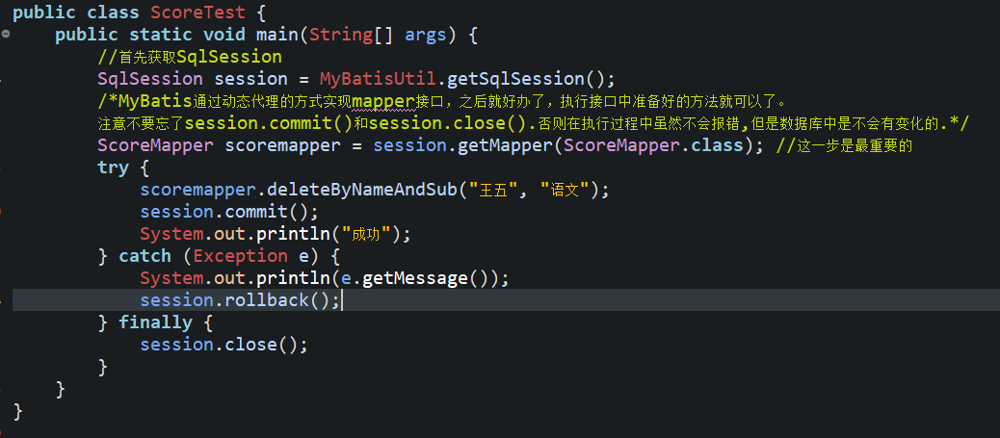 public class ScoreTest {
public static void main(String[] args) {
//首先获取SqlSession
SqlSession session = MyBatisUtil.getSqlSession();
/*MyBatis通过动态代理的方式实现mapper接口，之后就好办了，执行接口中准备好的方法就可以了。
注意不要忘了session.commit()和session.close().否则在执行过程中虽然不会报错,但是数据库中是不会有变化的.*/
ScoreMapper scoremapper = session.getMapper(ScoreMapper.class); //这一步是最重要的
try {
scoremapper.deleteByNameAndSub("王五", "语文");
session.commit();
System.out.println("成功");
} catch (Exception e) {
System.out.println(e.getMessage());
session.rollback();
} finally {
session.close();
}
}
}